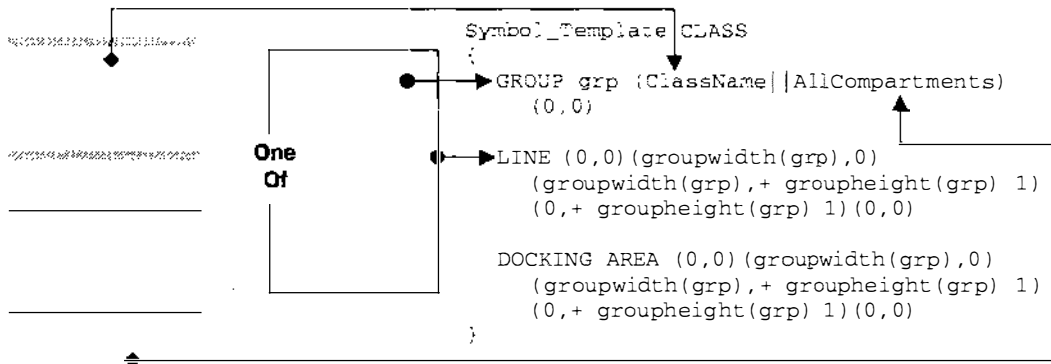 Symbol_Template CLASS
{
GROUP grp (ClassName||AllCompartments)
(0,0)
One
Of
LINE (0,0)(groupwidth(grp),0)
(groupwidth(grp),+ groupheight(grp) 1)
(0,+ groupheight(grp) 1)(0,0)
DOCKING AREA (0,0)(groupwidth(grp),0)
(groupwidth(grp),+ groupheight(grp) 1)
(0,+ groupheight(grp) 1)(0,0)
}